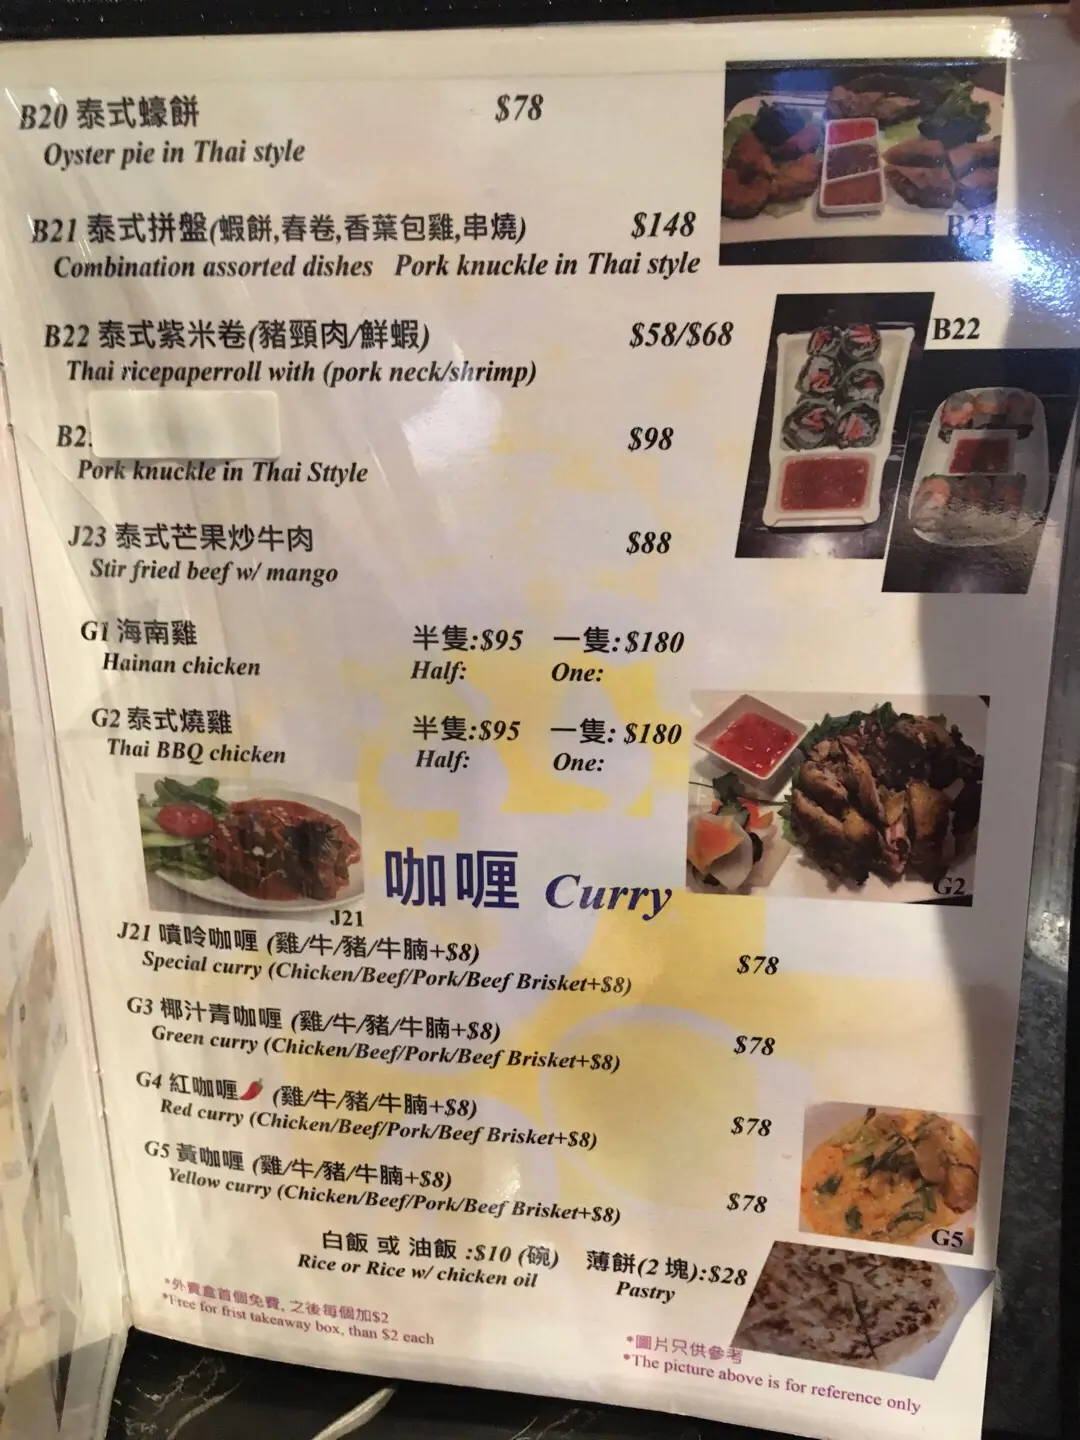 B20 泰式蠔餅 $78
Oyster pie in Thai style
B21 泰式拼盤(蝦餅,春卷,香葉包雞,串燒) $148
Combination assorted dishes Pork knuckle in Thai style
B21
B22 泰式紫米卷(豬頸肉/鮮蝦) $58/$68
Thai ricepaperroll with (pork neck/shrimp)
B22
$98
Pork knuckle in Thai Sttyle
J23 泰式芒果炒牛肉 $88
Stir fried beef w/ mango
G1 海南雞 半隻:$95 一隻:$180
Hainan chicken Half: One:
G2 泰式燒雞 半隻:$95 一隻:$180
Thai BBQ chicken Half: One:
G2
J21
咖喱 Curry
J21 噴呤咖喱 (雞/牛/豬/牛腩+$8) $78
Special curry (Chicken/Beef/Pork/Beef Brisket+$8)
G3 椰汁青咖喱 (雞/牛/豬/牛腩+$8) $78
Green curry (Chicken/Beef/Pork/Beef Brisket+$8)
G4 紅咖喱 (雞/牛/豬/牛腩+$8) $78
Red curry (Chicken/Beef/Pork/Beef Brisket+$8)
G5 黃咖喱 (雞/牛/豬/牛腩+$8) $78
Yellow curry (Chicken/Beef/Pork/Beef Brisket+$8)
G5
白飯 或 油飯 :$10 (碗) 薄餅(2 塊):$28
Rice or Rice w/ chicken oil Pastry
*外賣盒首個免費, 之後每個加$2
*Free for frist takeaway box, than $2 each
*圖片只供參考
*The picture above is for reference only